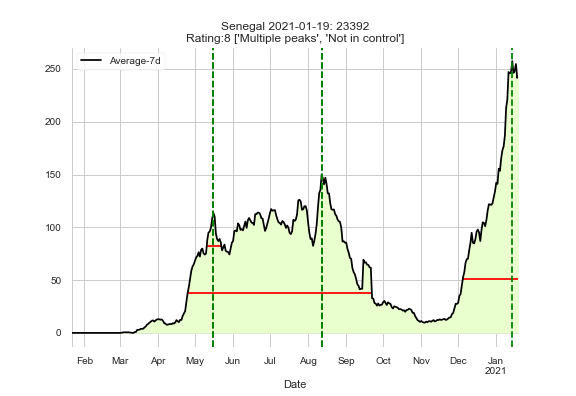 Senegal 2021-01-19: 23392
Rating:8 ['Multiple peaks', 'Not in control']
Average-7d
250
200
150
100
50
0
Feb Mar Apr May Jun Jul Aug Sep Oct Nov Dec Jan
2021
Date